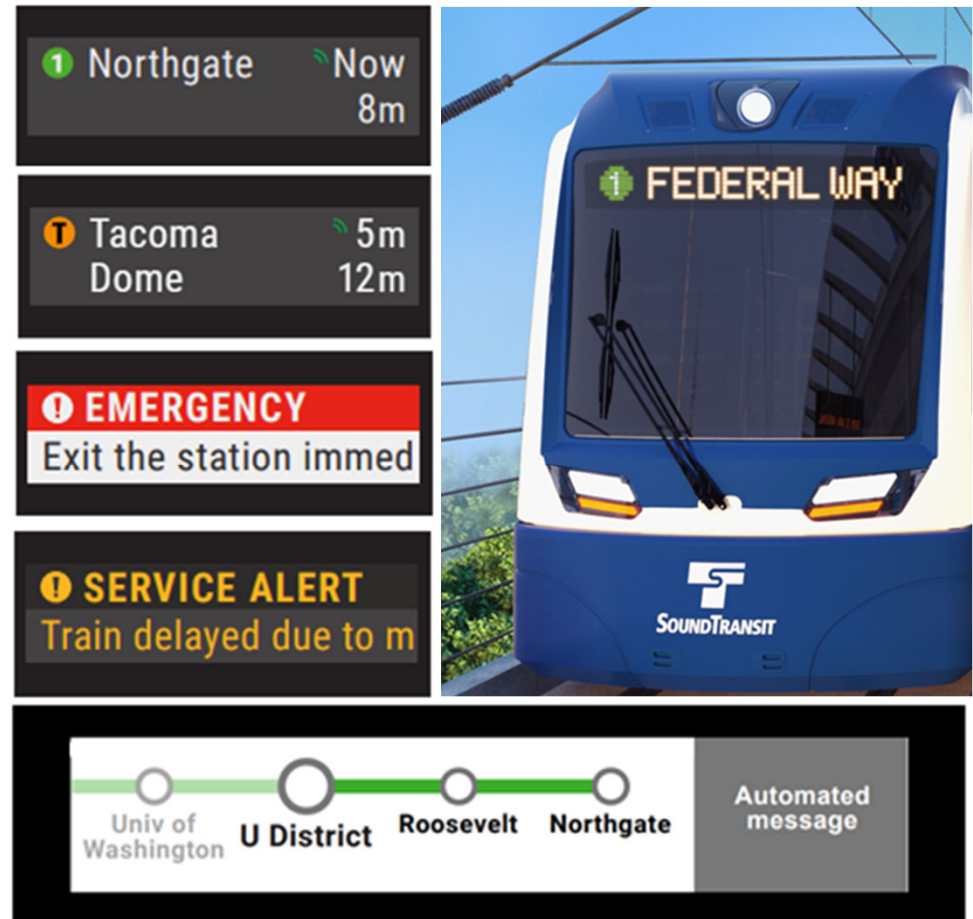 1 Northgate Now
8m
T Tacoma 5m
Dome 12m
! EMERGENCY
Exit the station immed
! SERVICE ALERT
Train delayed due to m
1 FEDERAL WAY
T
SOUNDTRANSIT
Univ of
Washington
U District
Roosevelt
Northgate
Automated
message